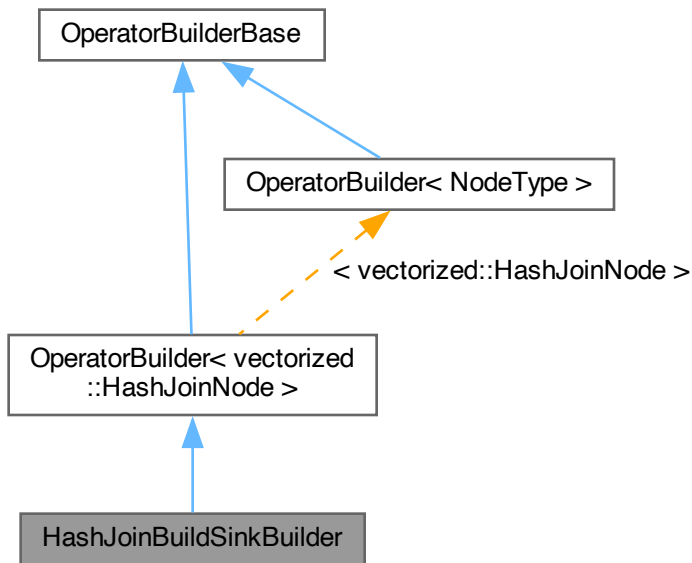 OperatorBuilderBase
OperatorBuilder< NodeType >
< vectorized::HashJoinNode >
OperatorBuilder< vectorized
::HashJoinNode >
HashJoinBuildSinkBuilder